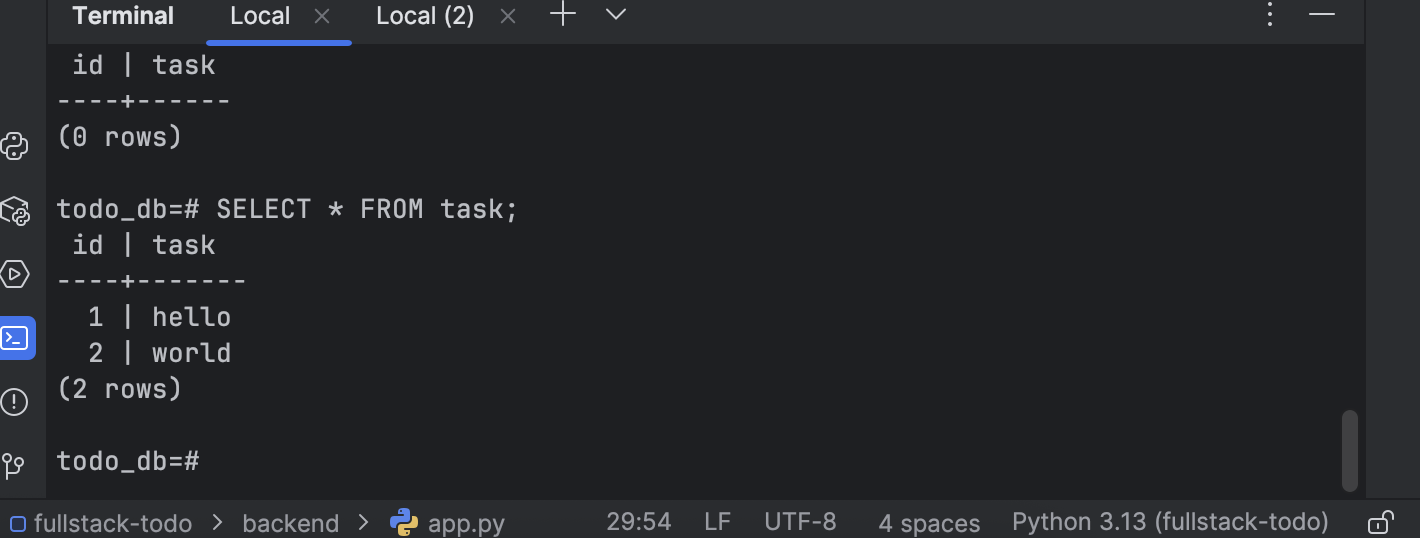 Terminal Local Local (2)
 id | task
----+------
(0 rows)
todo_db=# SELECT * FROM task;
 id | task
----+-------
  1 | hello
  2 | world
(2 rows)
todo_db=#
fullstack-todo > backend > app.py 29:54 LF UTF-8 4 spaces Python 3.13 (fullstack-todo)